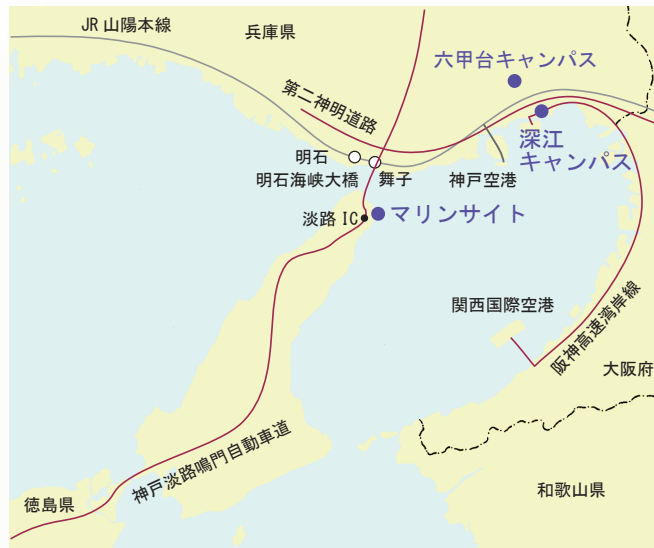 JR 山陽本線
兵庫県
六甲台キャンパス
第二神明道路
深江
キャンパス
明石
明石海峡大橋
舞子
神戸空港
淡路 IC
マリンサイト
関西国際空港
阪神高速湾岸線
大阪府
神戸淡路鳴門自動車道
徳島県
和歌山県